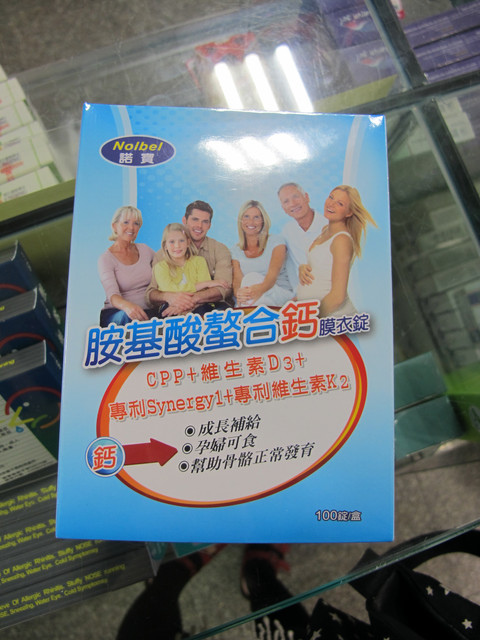 Nolbel
諾貝
胺基酸螯合鈣膜衣錠
CPP+維生素D3+
專利Synergy1+專利維生素K2
鈣
◉成長補給
◉孕婦可食
◉幫助骨骼正常發育
100錠/盒